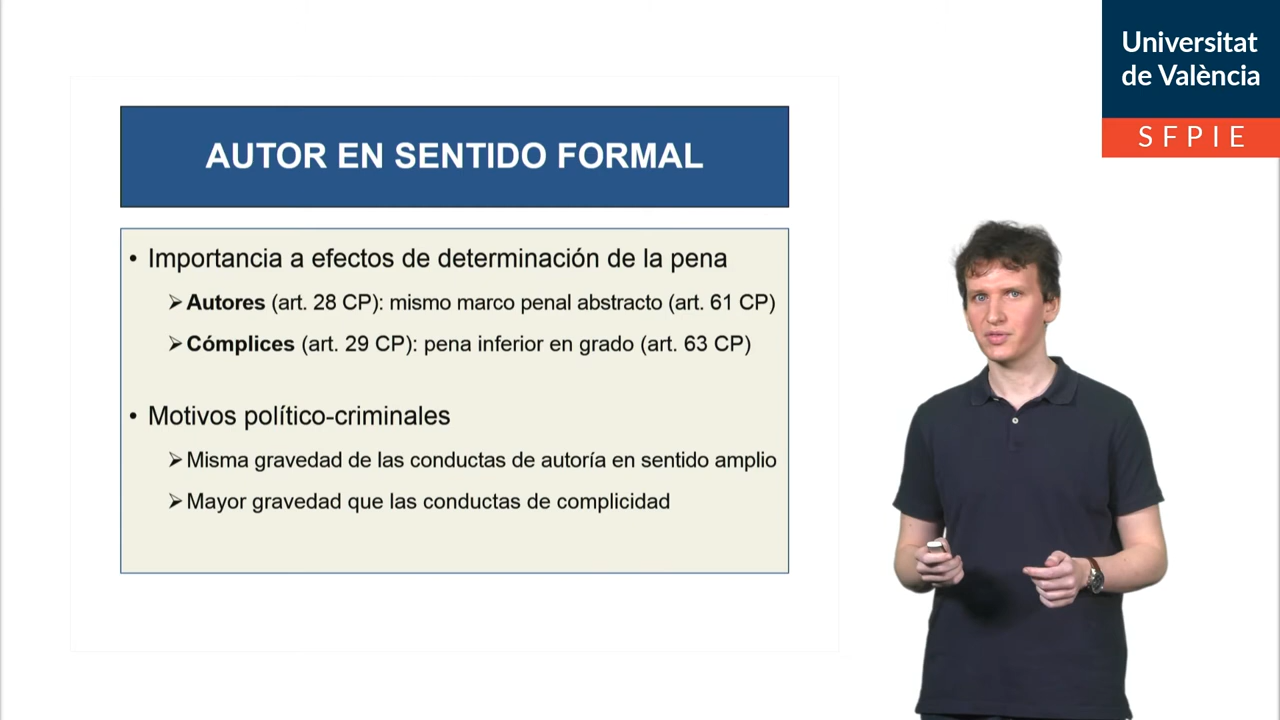 Universitat
de València
SFPIE
AUTOR EN SENTIDO FORMAL
• Importancia a efectos de determinación de la pena
➢ Autores (art. 28 CP): mismo marco penal abstracto (art. 61 CP)
➢ Cómplices (art. 29 CP): pena inferior en grado (art. 63 CP)
• Motivos político-criminales
➢ Misma gravedad de las conductas de autoría en sentido amplio
➢ Mayor gravedad que las conductas de complicidad